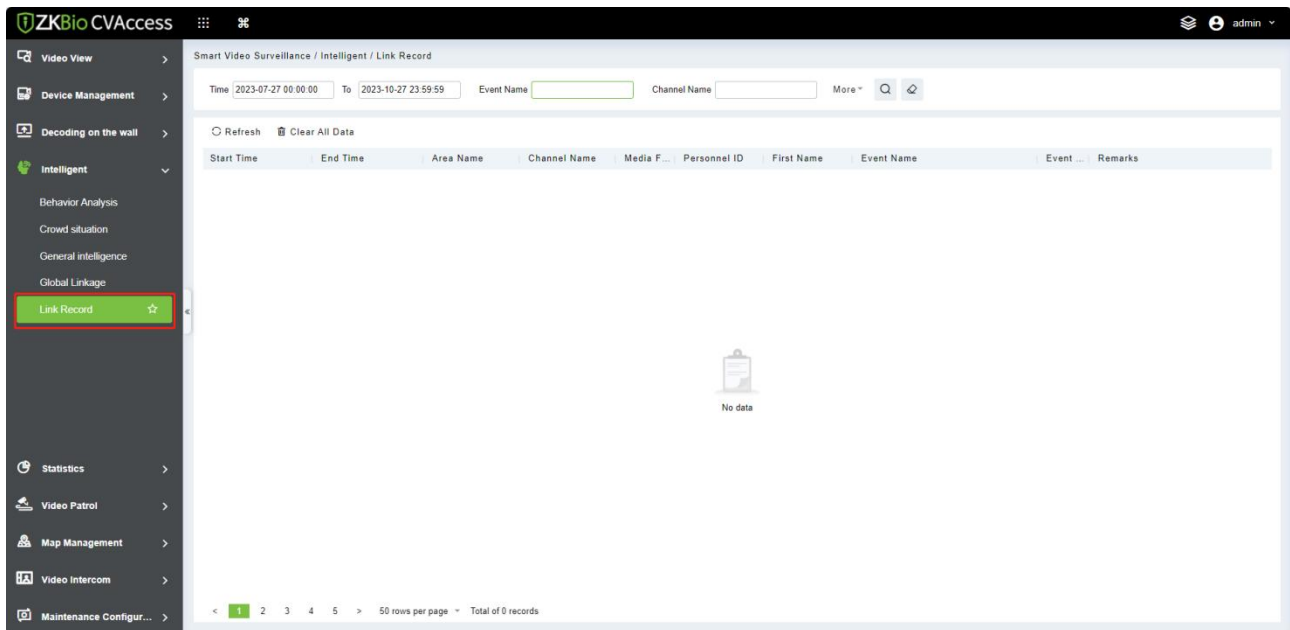 ZKBio CVAccess
admin
Video View
Device Management
Decoding on the wall
Intelligent
Behavior Analysis
Crowd situation
General intelligence
Global Linkage
Link Record
Statistics
Video Patrol
Map Management
Video Intercom
Maintenance Configur...
Smart Video Surveillance / Intelligent / Link Record
Time 2023-07-27 00:00:00 To 2023-10-27 23:59:59 Event Name Channel Name More
Refresh Clear All Data
Start Time End Time Area Name Channel Name Media F... Personnel ID First Name Event Name Event ... Remarks
No data
< 1 2 3 4 5 > 50 rows per page Total of 0 records